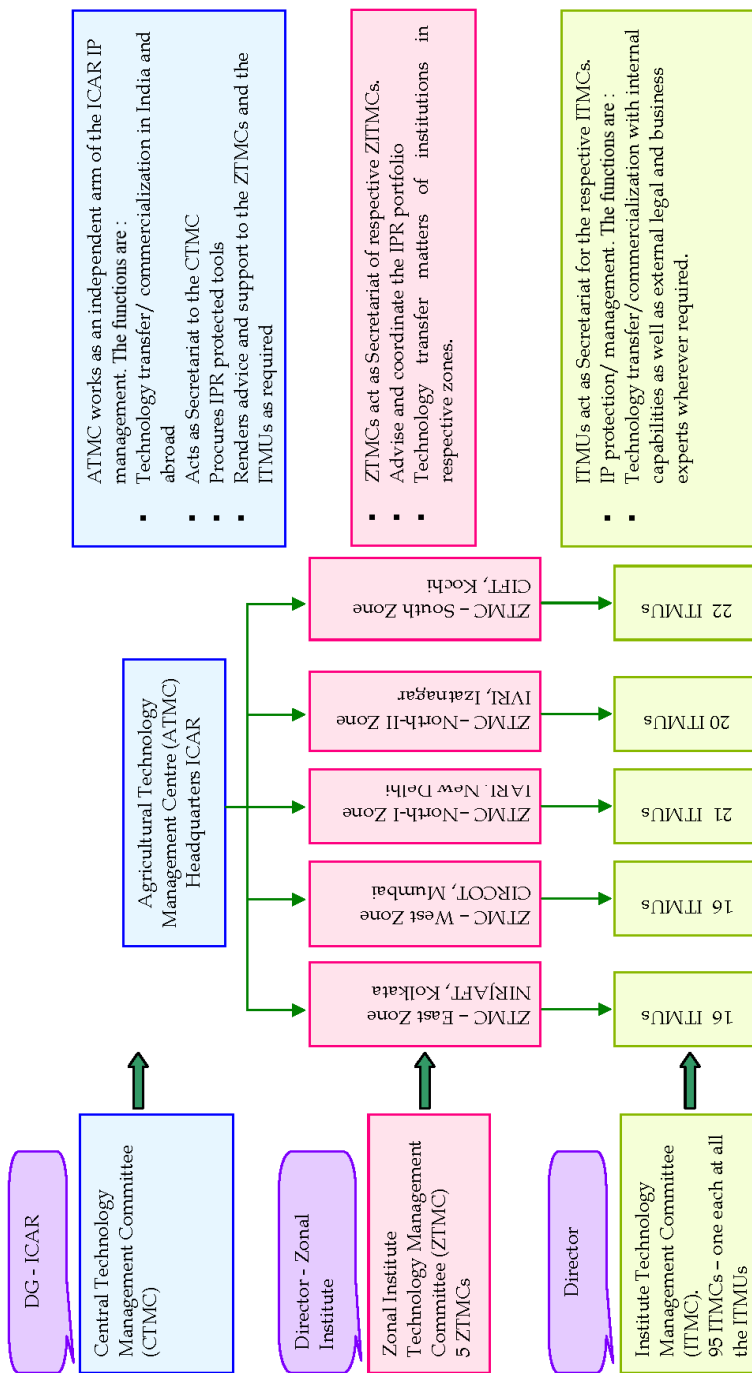 DG - ICAR
Central Technology
Management Committee
(CTMC)
Agricultural Technology
Management Centre (ATMC)
Headquarters ICAR
ATMC works as an independent arm of the ICAR IP
management. The functions are :
▪ Technology transfer/ commercialization in India and
abroad
▪ Acts as Secretariat to the CTMC
▪ Procures IPR protected tools
▪ Renders advice and support to the ZTMCs and the
ITMUs as required
Director - Zonal
Institute
Zonal Institute
Technology Management
Committee (ZTMC)
5 ZTMCs
ZTMC – East Zone
NIRJAFT, Kolkata
ZTMC – West Zone
CIRCOT, Mumbai
ZTMC – North-I Zone
IARI, New Delhi
ZTMC – North-II Zone
IVRI, Izatnagar
ZTMC – South Zone
CIFT, Kochi
▪ ZTMCs act as Secretariat of respective ZITMCs.
▪ Advise and coordinate the IPR portfolio
▪ Technology transfer matters of institutions in
respective zones.
Director
Institute Technology
Management Committee
(ITMC).
95 ITMCs – one each at all
the ITMUs
16 ITMUs
16 ITMUs
21 ITMUs
20 ITMUs
22 ITMUs
ITMUs act as Secretariat for the respective ITMCs.
▪ IP protection/ management. The functions are :
▪ Technology transfer/commercialization with internal
capabilities as well as external legal and business
experts wherever required.